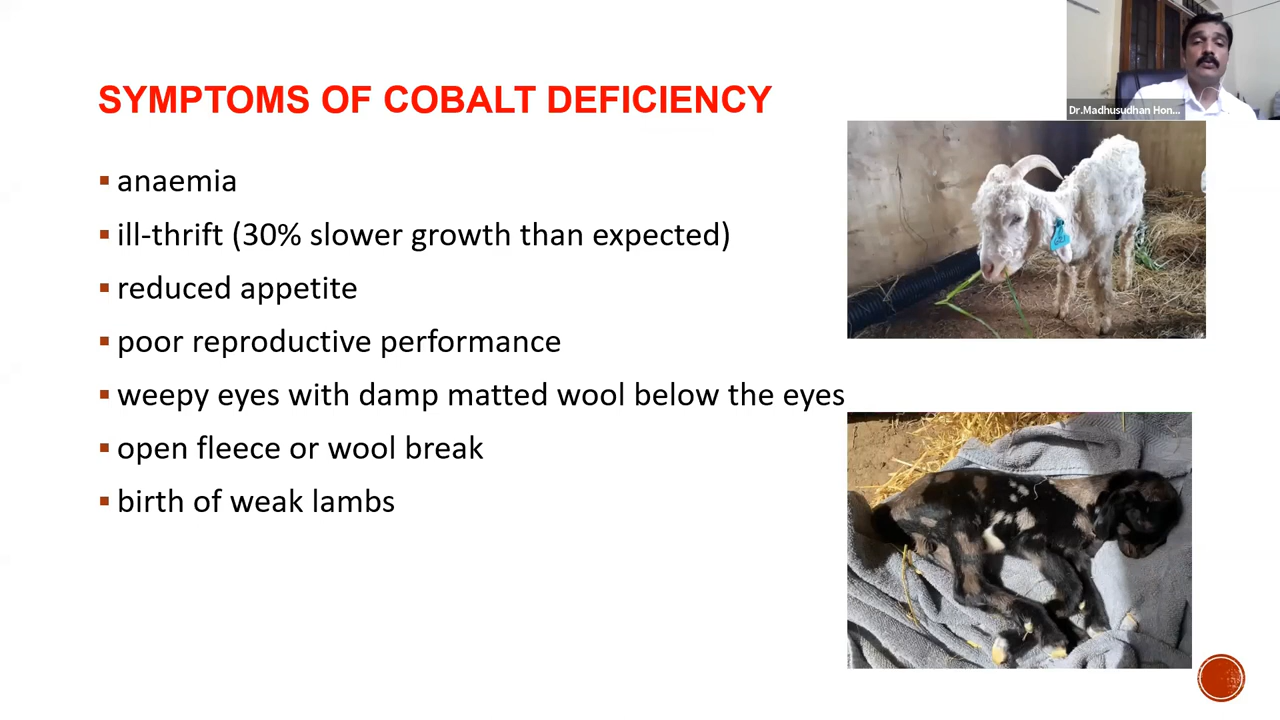 Dr.Madhusudhan Hon...
SYMPTOMS OF COBALT DEFICIENCY
▪ anaemia
▪ ill-thrift (30% slower growth than expected)
▪ reduced appetite
▪ poor reproductive performance
▪ weepy eyes with damp matted wool below the eyes
▪ open fleece or wool break
▪ birth of weak lambs